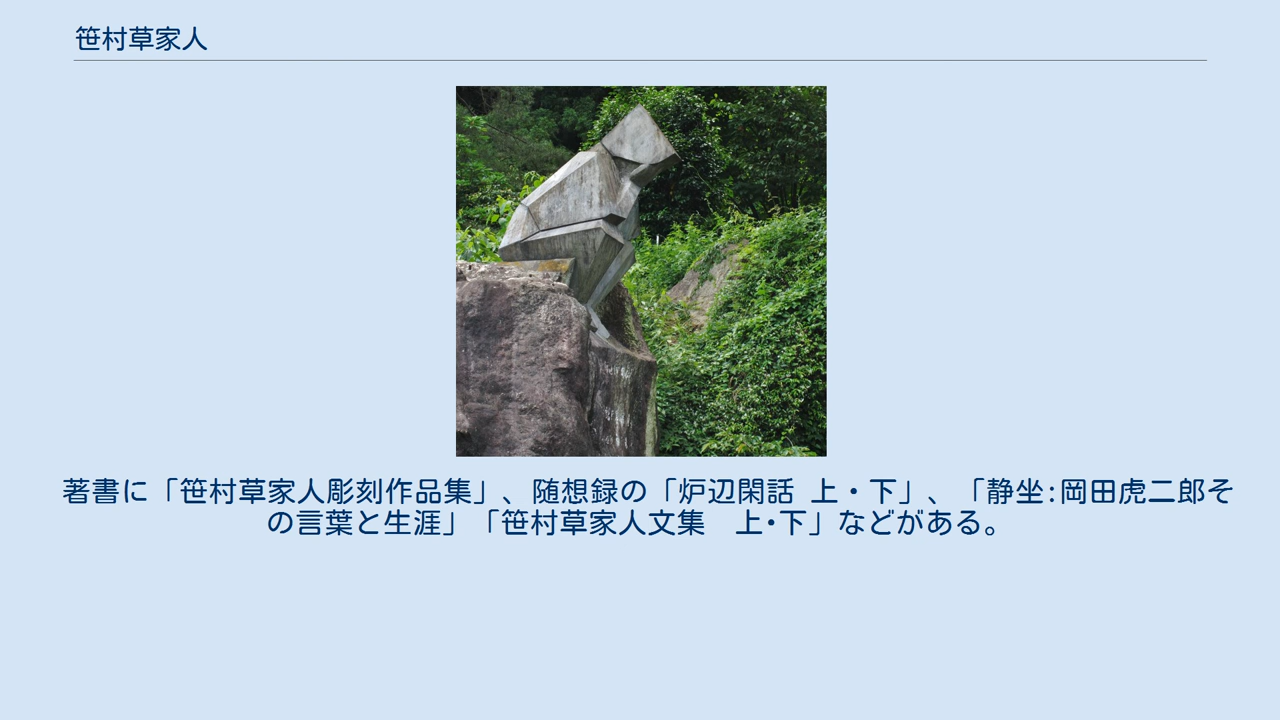 笹村草家人
著書に「笹村草家人彫刻作品集」、随想録の「炉辺閑話 上・下」、「静坐:岡田虎二郎そ
の言葉と生涯」「笹村草家人文集　上･下」などがある。